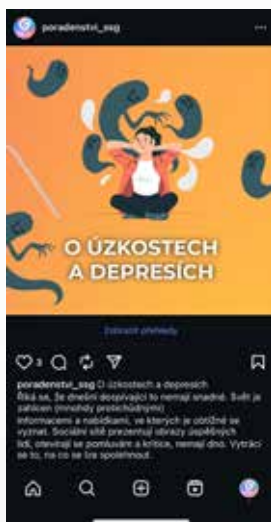 poradenstvi_ssg
O ÚZKOSTECH
A DEPRESÍCH
Zobrazit přehledy
3
poradenstvi_ssg O úzkostech a depresích
Říká se, že dnešní dospívající to nemají snadné. Svět je
zahlcen (mnohdy protichůdnými)
informacemi a nabídkami, ve kterých je obtížné se
vyznat. Sociální sítě prezentují obrazy úspěšných
lidí, otevírají se pomluvám a kritice, nemají dno. Vytrácí
se to, na co se lze spolehnout.